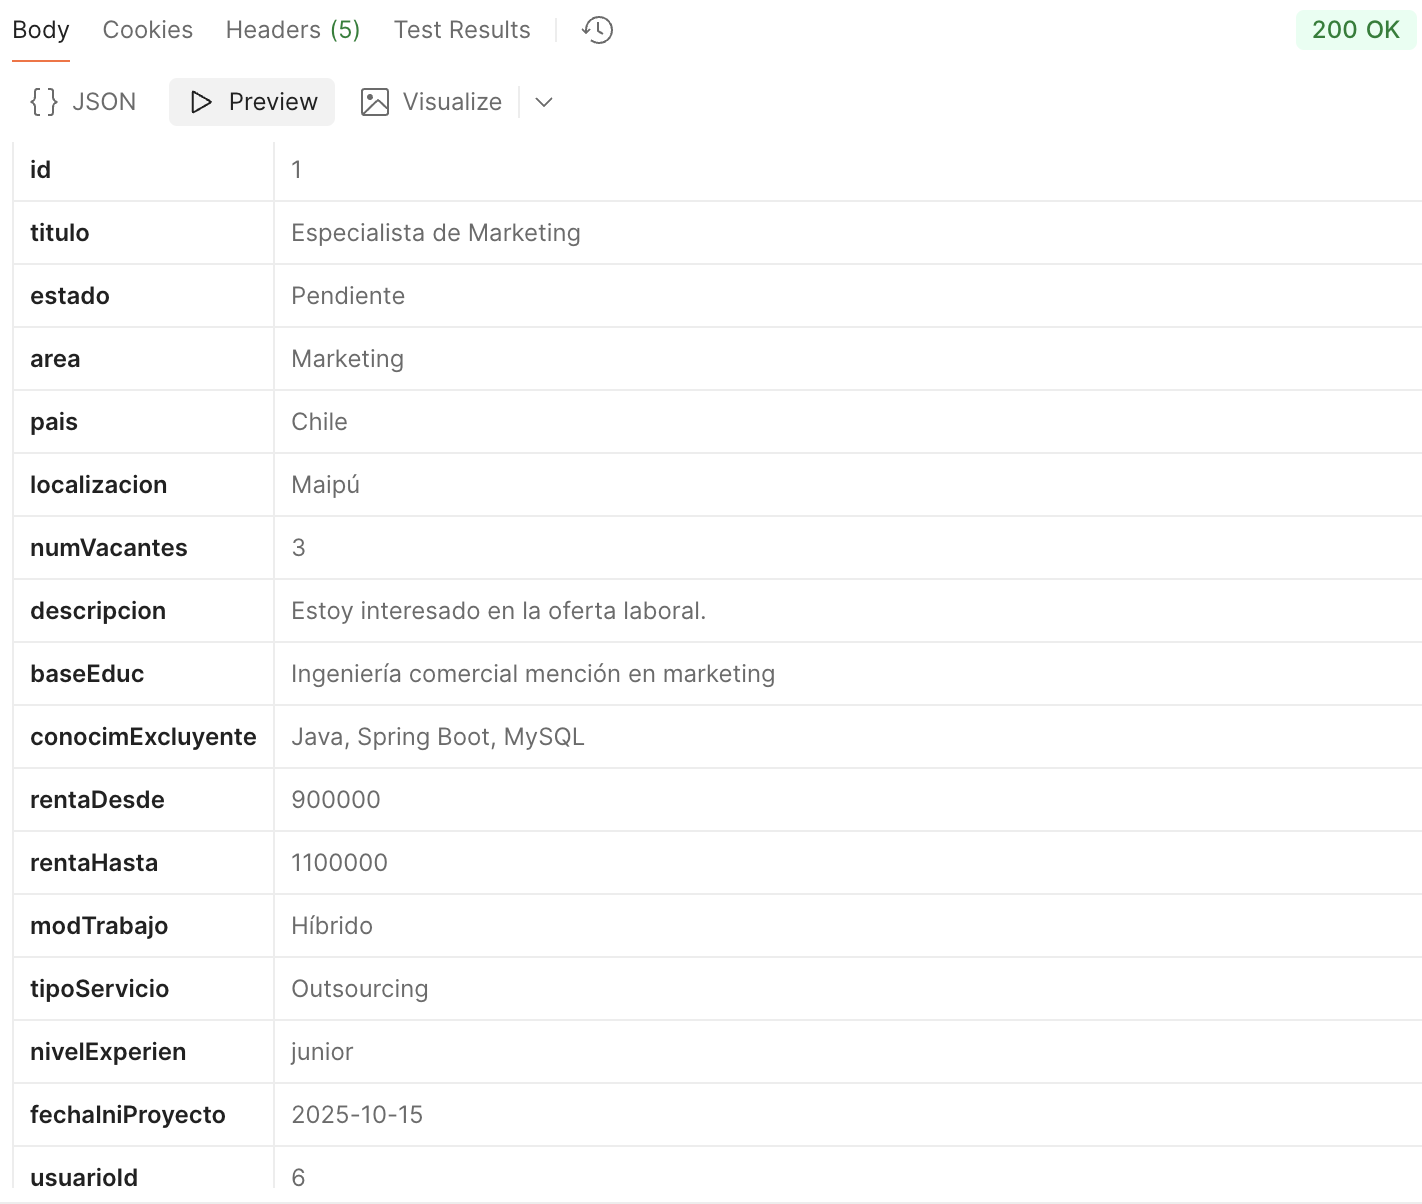 Body Cookies Headers (5) Test Results 200 OK
{} JSON Preview Visualize
id 1
titulo Especialista de Marketing
estado Pendiente
area Marketing
pais Chile
localizacion Maipú
numVacantes 3
descripcion Estoy interesado en la oferta laboral.
baseEduc Ingeniería comercial mención en marketing
conocimExcluyente Java, Spring Boot, MySQL
rentaDesde 900000
rentaHasta 1100000
modTrabajo Híbrido
tipoServicio Outsourcing
nivelExperien junior
fechaIniProyecto 2025-10-15
usuarioId 6